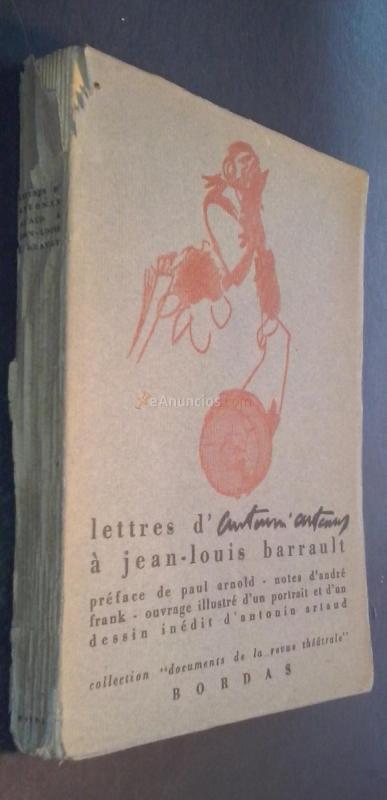 lettres d' antonin artaud
à jean-louis barrault
préface de paul arnold - notes d'andré
frank - ouvrage illustré d'un portrait et d'un
dessin inédit d'antonin artaud
collection "documents de la revue théâtrale"
BORDAS
eAnuncios.com